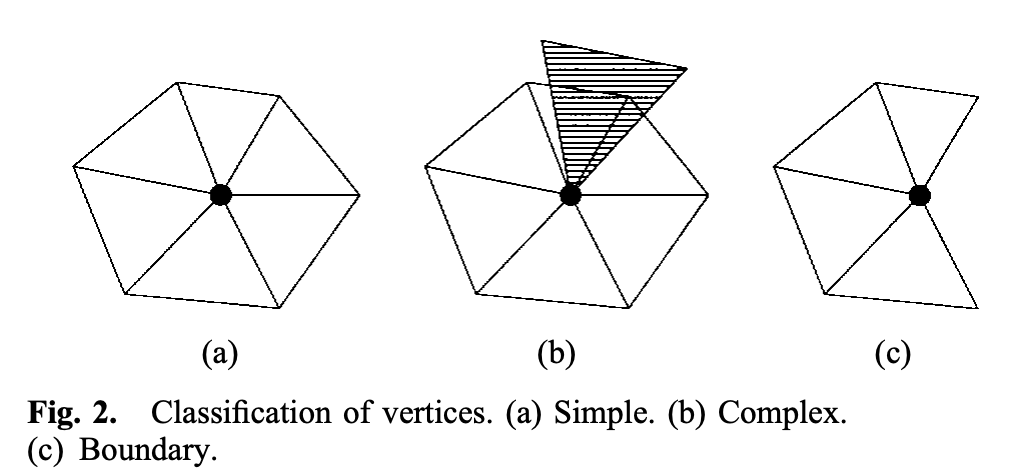 (a) (b) (c)
Fig. 2. Classification of vertices. (a) Simple. (b) Complex.
(c) Boundary.